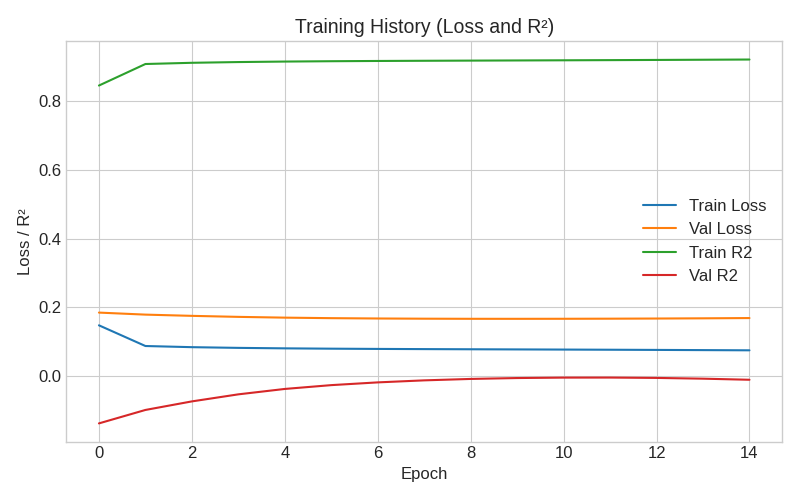 Training History (Loss and R²)
Loss / R²
0.8
0.6
0.4
0.2
0.0
Train Loss
Val Loss
Train R2
Val R2
0 2 4 6 8 10 12 14
Epoch